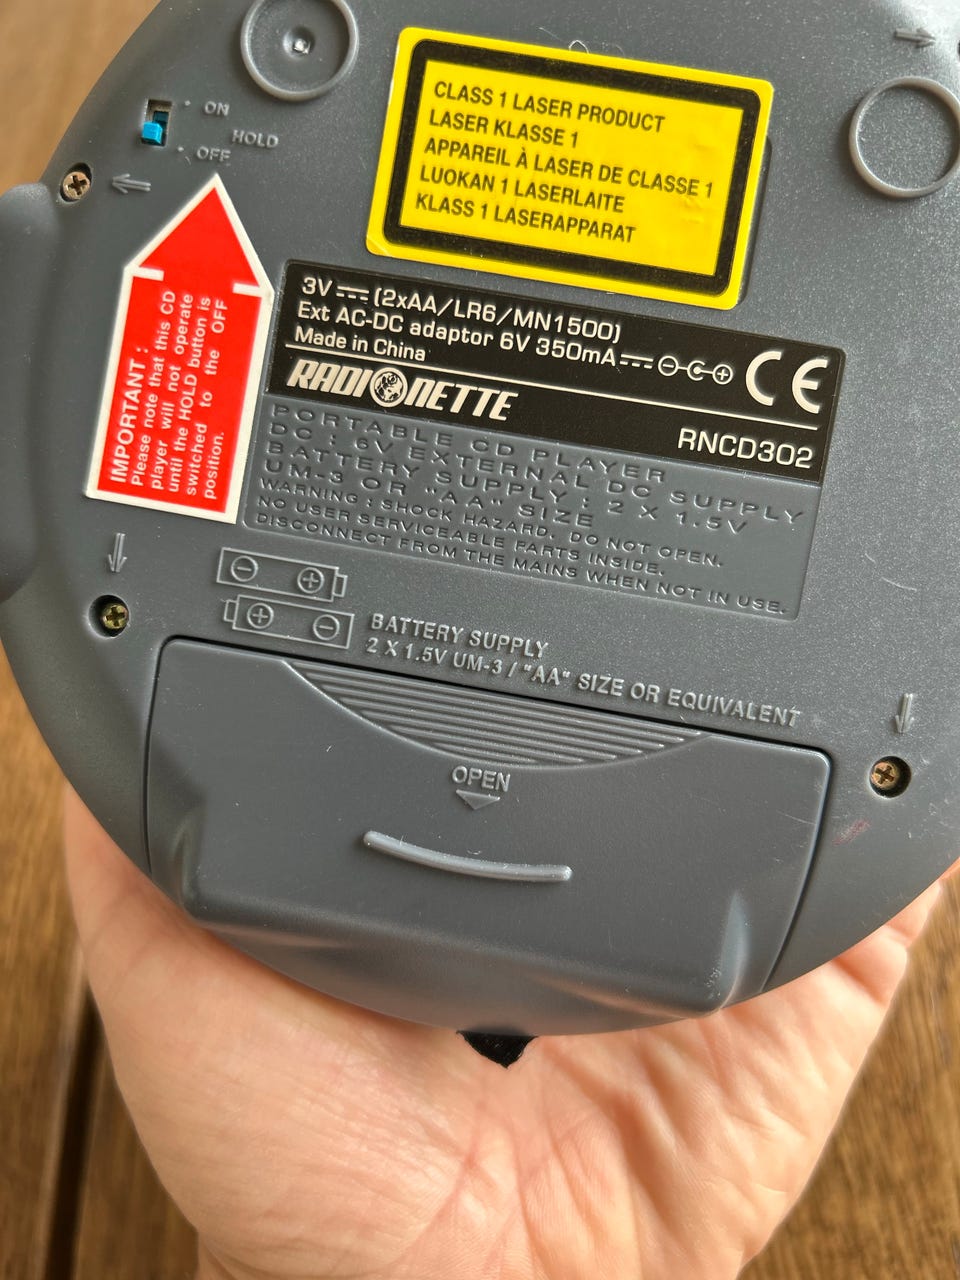 ON
HOLD
OFF
CLASS 1 LASER PRODUCT
LASER KLASSE 1
APPAREIL À LASER DE CLASSE 1
LUOKAN 1 LASERLAITE
KLASS 1 LASERAPPARAT
IMPORTANT :
Please note that this CD
player will not operate
until the HOLD button is
switched to the OFF
position.
3V (2xAA/LR6/MN1500)
Ext AC-DC adaptor 6V 350mA
Made in China
CE
RADIONETTE
RNCD302
PORTABLE CD PLAYER
DC : 6V EXTERNAL DC SUPPLY
BATTERY SUPPLY : 2 X 1.5V
UM-3 OR "AA" SIZE
WARNING : SHOCK HAZARD. DO NOT OPEN.
NO USER SERVICEABLE PARTS INSIDE.
DISCONNECT FROM THE MAINS WHEN NOT IN USE.
BATTERY SUPPLY
2 X 1.5V UM-3 / "AA" SIZE OR EQUIVALENT
OPEN